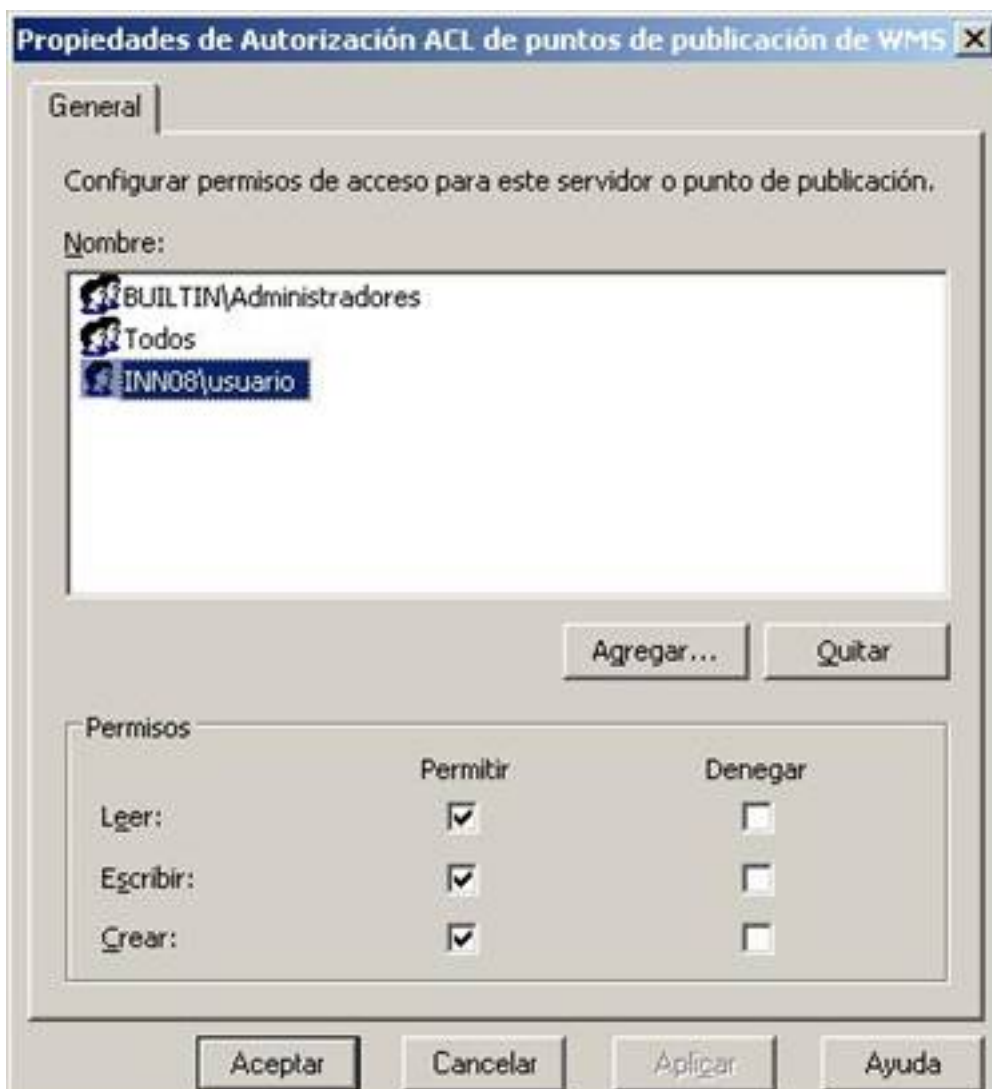 Propiedades de Autorización ACL de puntos de publicación de WMS
General
Configurar permisos de acceso para este servidor o punto de publicación.
Nombre:
BUILTIN\Administradores
Todos
INN08\usuario
Agregar... Quitar
Permisos
Permitir Denegar
Leer:
Escribir:
Crear:
Aceptar Cancelar Aplicar Ayuda